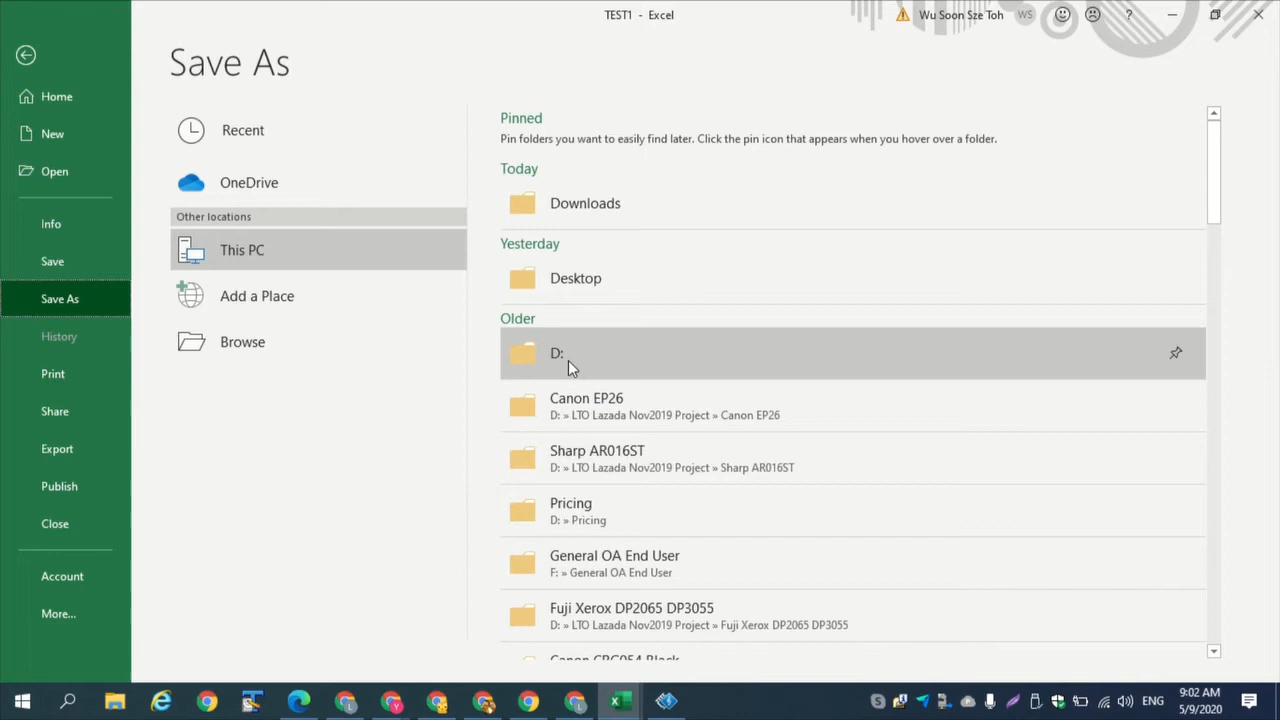 TEST1 - Excel
Wu Soon Sze Toh
WS
?
Save As
Home
New
Open
Info
Save
Save As
History
Print
Share
Export
Publish
Close
Account
More...
Recent
OneDrive
Other locations
This PC
Add a Place
Browse
Pinned
Pin folders you want to easily find later. Click the pin icon that appears when you hover over a folder.
Today
Downloads
Yesterday
Desktop
Older
D:
Canon EP26
D: » LTO Lazada Nov2019 Project » Canon EP26
Sharp AR016ST
D: » LTO Lazada Nov2019 Project » Sharp AR016ST
Pricing
D: » Pricing
General OA End User
F: » General OA End User
Fuji Xerox DP2065 DP3055
D: » LTO Lazada Nov2019 Project » Fuji Xerox DP2065 DP3055
ENG
9:02 AM
5/9/2020